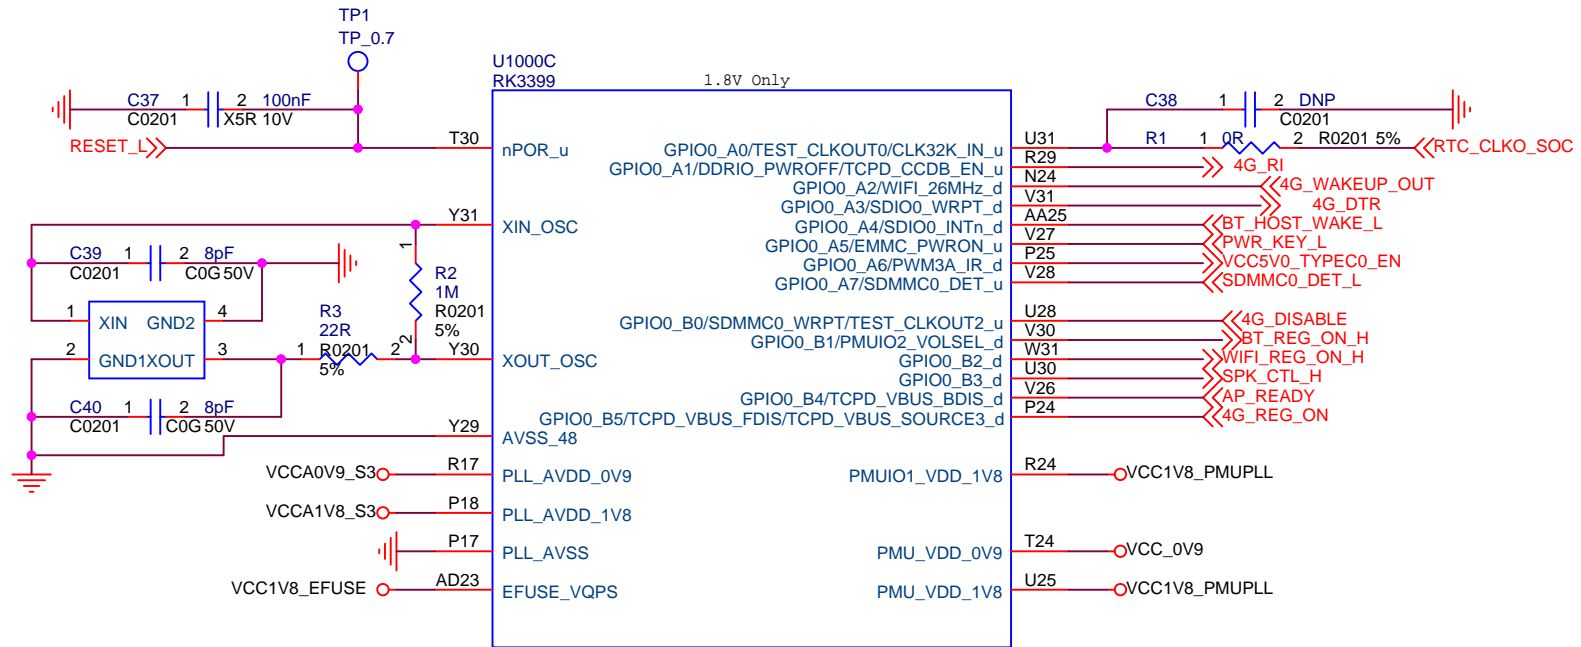 TP1
TP_0.7
U1000C
RK3399
1.8V Only
C37 1 2 100nF
C0201 X5R 10V
RESET_L
T30 nPOR_u
Y31 XIN_OSC
C39 1 2 8pF
C0201 C0G 50V
1
R2
1M
R0201
5%
2
1 XIN GND2 4
2 GND1 XOUT 3
R3
22R
1 R0201 2
5%
Y30 XOUT_OSC
C40 1 2 8pF
C0201 C0G 50V
Y29 AVSS_48
VCCA0V9_S3 R17 PLL_AVDD_0V9
VCCA1V8_S3 P18 PLL_AVDD_1V8
P17 PLL_AVSS
VCC1V8_EFUSE AD23 EFUSE_VQPS
C38 1 2 DNP
C0201
GPIO0_A0/TEST_CLKOUT0/CLK32K_IN_u U31 R1 1 0R 2 R0201 5% RTC_CLKO_SOC
GPIO0_A1/DDRIO_PWROFF/TCPD_CCDB_EN_u R29 4G_RI
GPIO0_A2/WIFI_26MHz_d N24 4G_WAKEUP_OUT
GPIO0_A3/SDIO0_WRPT_d V31 4G_DTR
GPIO0_A4/SDIO0_INTn_d AA25 BT_HOST_WAKE_L
GPIO0_A5/EMMC_PWRON_u V27 PWR_KEY_L
GPIO0_A6/PWM3A_IR_d P25 VCC5V0_TYPEC0_EN
GPIO0_A7/SDMMC0_DET_u V28 SDMMC0_DET_L
GPIO0_B0/SDMMC0_WRPT/TEST_CLKOUT2_u U28 4G_DISABLE
GPIO0_B1/PMUIO2_VOLSEL_d V30 BT_REG_ON_H
GPIO0_B2_d W31 WIFI_REG_ON_H
GPIO0_B3_d U30 SPK_CTL_H
GPIO0_B4/TCPD_VBUS_BDIS_d V26 AP_READY
GPIO0_B5/TCPD_VBUS_FDIS/TCPD_VBUS_SOURCE3_d P24 4G_REG_ON
PMUIO1_VDD_1V8 R24 VCC1V8_PMUPLL
PMU_VDD_0V9 T24 VCC_0V9
PMU_VDD_1V8 U25 VCC1V8_PMUPLL